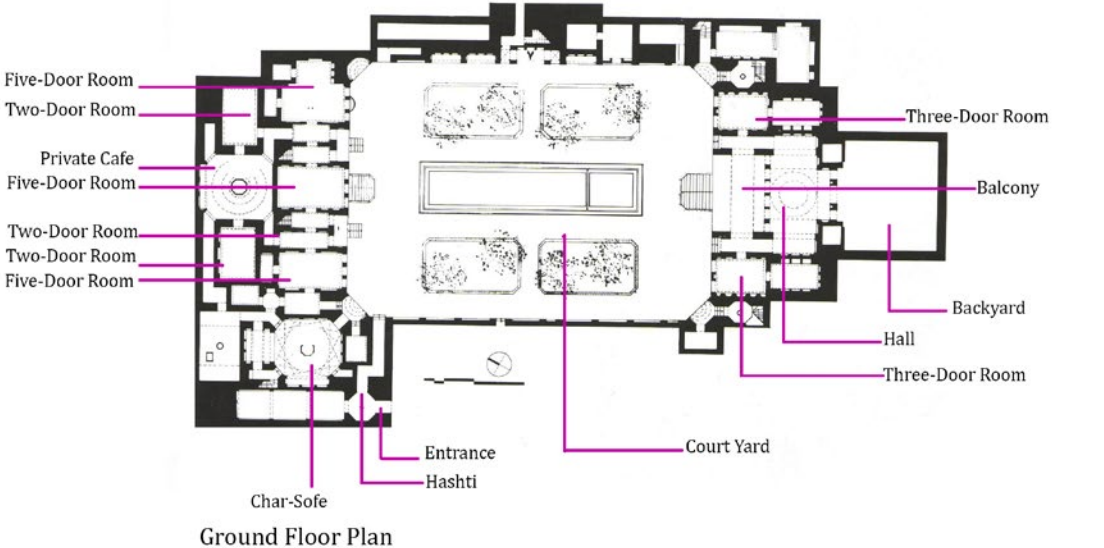 Five-Door Room
Two-Door Room
Private Cafe
Five-Door Room
Two-Door Room
Two-Door Room
Five-Door Room
Three-Door Room
Balcony
Backyard
Hall
Three-Door Room
Court Yard
Entrance
Hashti
Char-Sofe
Ground Floor Plan